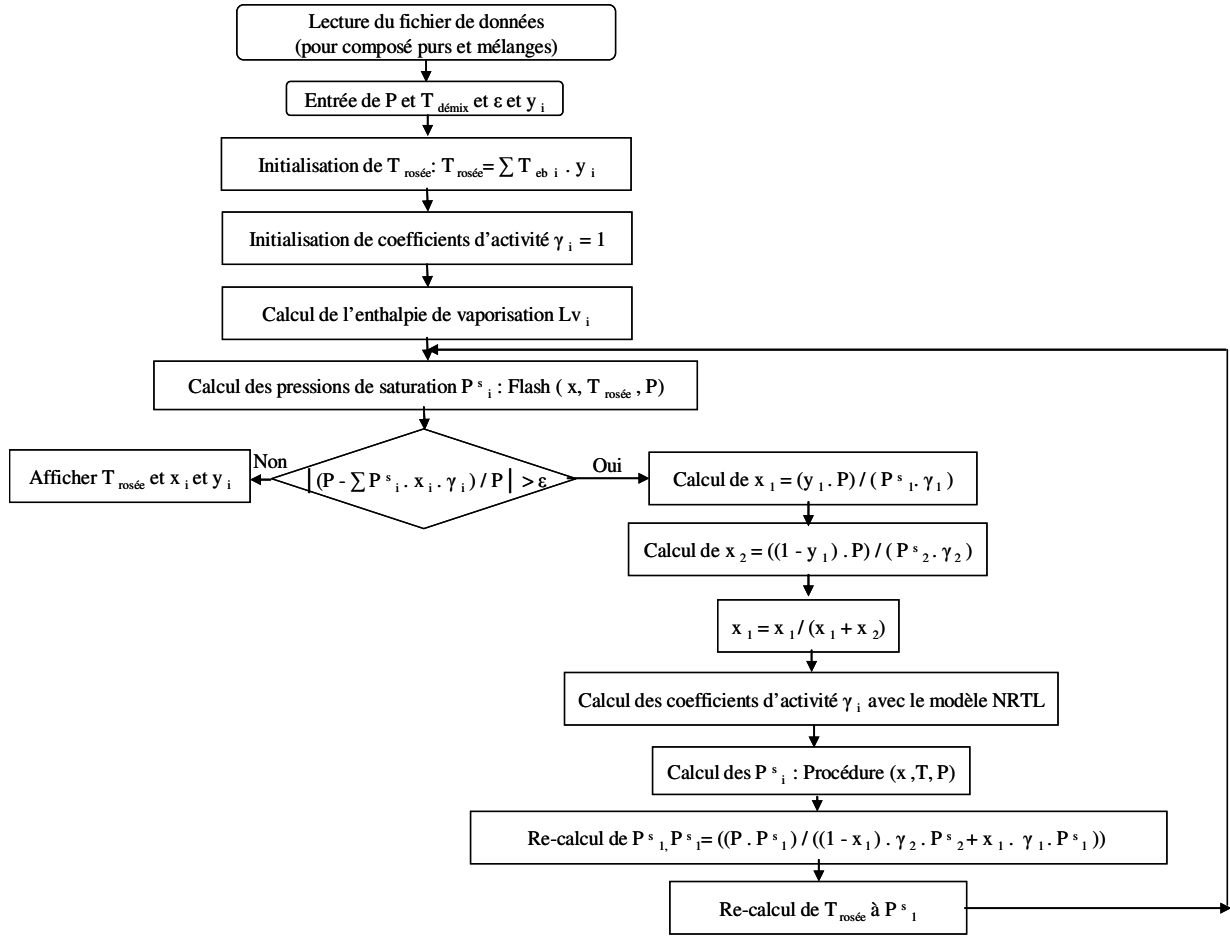 Lecture du fichier de données
(pour composé purs et mélanges)
Entrée de P et T démix et ε et y i
Initialisation de T rosée: T rosée= ∑ T eb i . y i
Initialisation de coefficients d'activité γ i = 1
Calcul de l'enthalpie de vaporisation Lv i
Calcul des pressions de saturation P s i : Flash ( x, T rosée , P)
Afficher T rosée et x i et y i
Non
|(P - ∑ P s i . x i . γ i ) / P| > ε
Oui
Calcul de x 1 = (y 1 . P) / ( P s 1. γ 1 )
Calcul de x 2 = ((1 - y 1 ) . P) / ( P s 2 . γ 2 )
x 1 = x 1 / (x 1 + x 2)
Calcul des coefficients d'activité γ i avec le modèle NRTL
Calcul des P s i : Procédure (x ,T, P)
Re-calcul de P s 1, P s 1= ((P . P s 1 ) / ((1 - x 1 ) . γ 2 . P s 2 + x 1 . γ 1 . P s 1 ))
Re-calcul de T rosée à P s 1